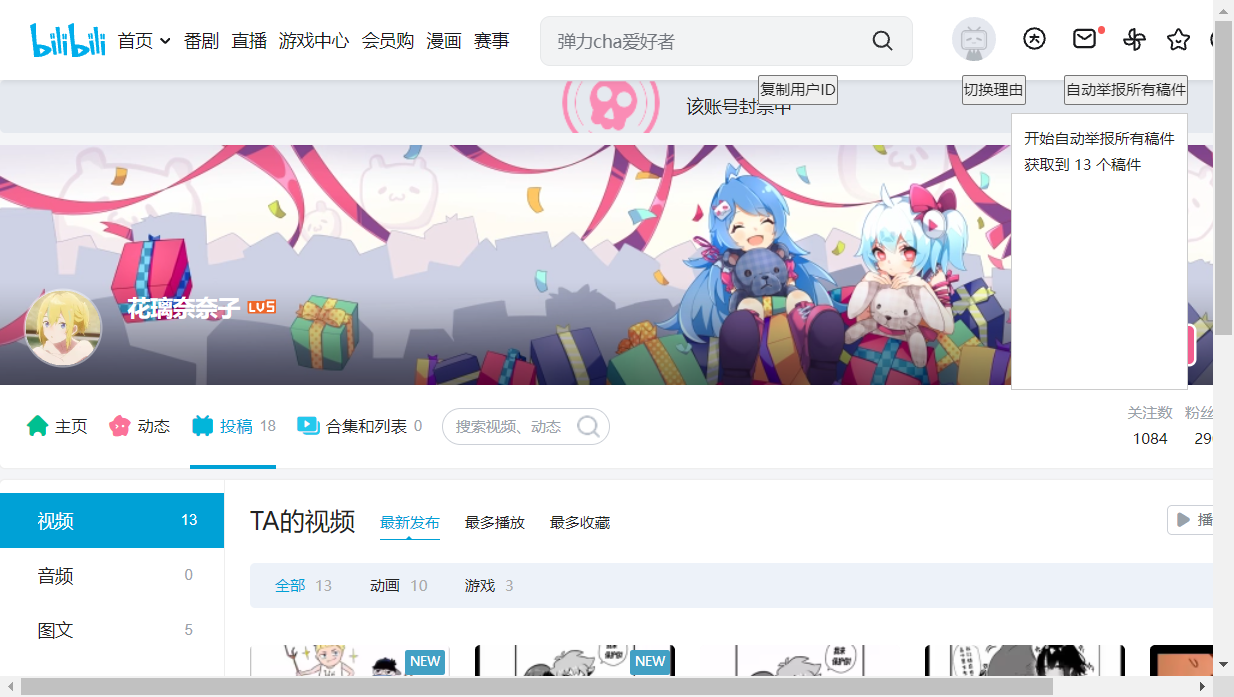 bilibili 首页 番剧 直播 游戏中心 会员购 漫画 赛事 弹力cha爱好者
复制用户ID 切换理由 自动举报所有稿件
该账号封禁中
开始自动举报所有稿件
获取到 13 个稿件
花璃奈奈子 LV5
主页 动态 投稿 18 合集和列表 0 搜索视频、动态
关注数 粉丝
1084 29
视频 13
音频 0
图文 5
TA的视频 最新发布 最多播放 最多收藏 播
全部 13 动画 10 游戏 3
NEW NEW